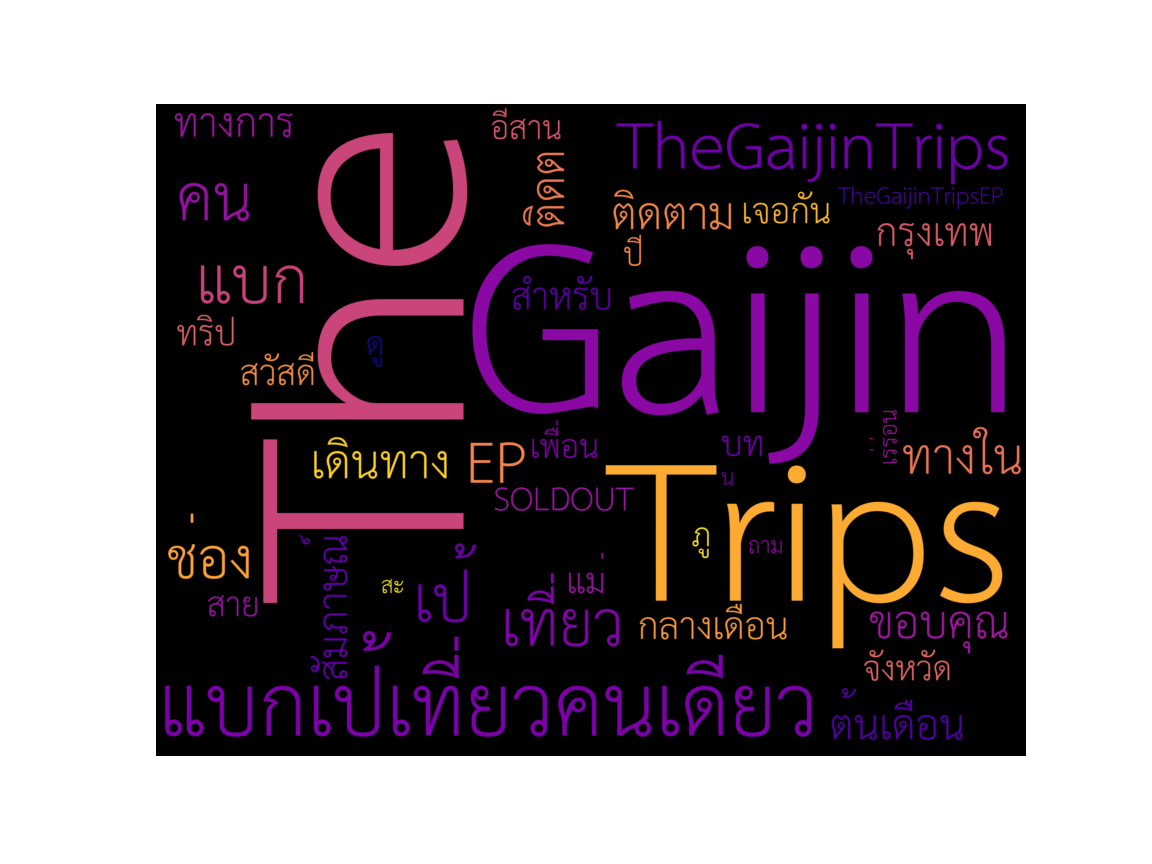 ทางการ
อีสาน
TheGaijinTrips
คน
ติดต
ติดตาม
เจอกัน
TheGaijinTripsEP
กรุงเทพ
ปี
The
แบก
สำหรับ
Gaijin
ทริป
ดู
สวัสดี
เดินทาง
EP
เพื่อน
บท
ทางใน
น
SOLDOUT
Trips
ช่อง
สัมภาษณ์
ภู
ถาม
สาย
สะ
เป้
แม่
เที่ยว
กลางเดือน
ขอบคุณ
จังหวัด
แบกเป้เที่ยวคนเดียว
ต้นเดือน